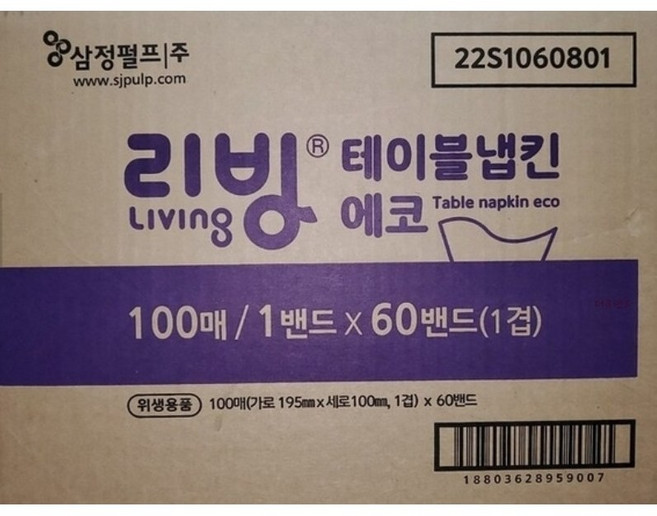 삼정펄프|주
www.sjpulp.com
22S1060801
리빙® 테이블냅킨
Living 에코 Table napkin eco
100매 / 1밴드 X 60밴드(1겹)
위생용품 100매(가로 195mm x 세로100mm, 1겹) x 60밴드
18803628959007